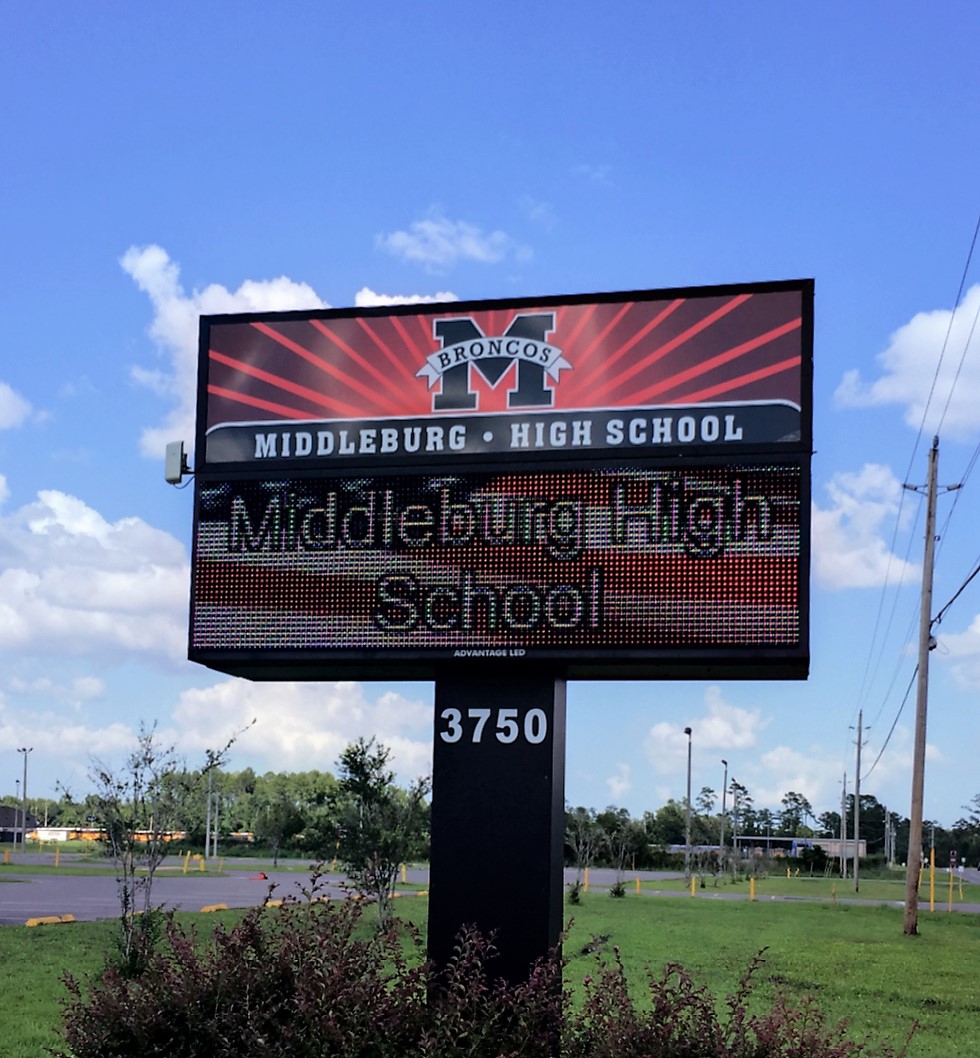 M
BRONCOS
MIDDLEBURG • HIGH SCHOOL
Middleburg High
School
ADVANTAGE LED
3750